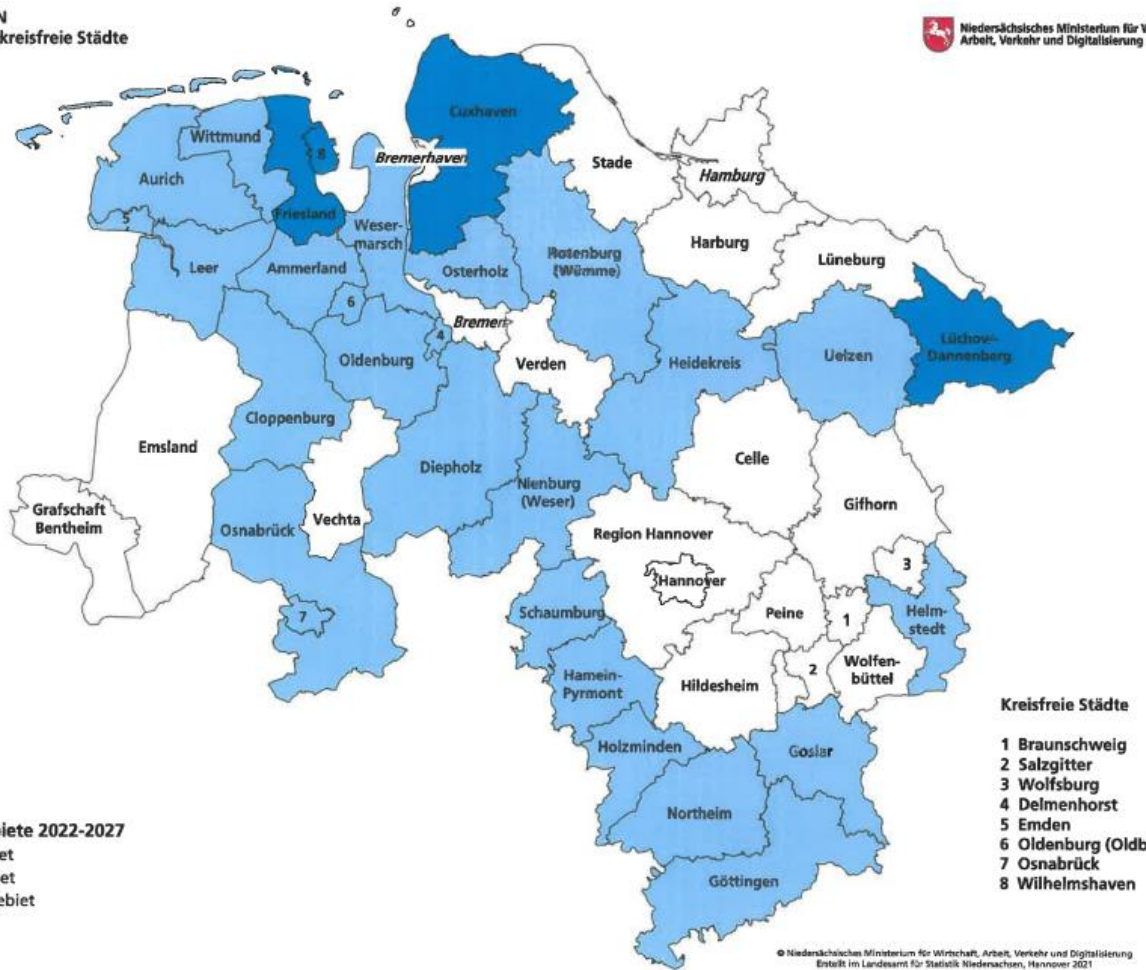 kreisfreie Städte
Niedersächsisches Ministerium für W
Arbeit, Verkehr und Digitalisierung
Cuxhaven
Wittmund
8
Bremerhaven
Stade
Aurich
Hamburg
Friesland
5
Weser-
marsch
Harburg
Rotenburg
(Wümme)
Lüneburg
Leer
Ammerland
Osterholz
6
Bremen
4
Lüchow-
Dannenberg
Oldenburg
Verden
Heidekreis
Uelzen
Cloppenburg
Emsland
Diepholz
Celle
Nienburg
(Weser)
Gifhorn
Grafschaft
Bentheim
Osnabrück
Vechta
Region Hannover
3
Hannover
Schaumburg
Peine
1
Helm-
stedt
7
2
Wolfen-
büttel
Hameln-
Pyrmont
Hildesheim
Holzminden
Goslar
Northeim
Göttingen
Kreisfreie Städte
1 Braunschweig
2 Salzgitter
3 Wolfsburg
4 Delmenhorst
5 Emden
6 Oldenburg (Oldb
7 Osnabrück
8 Wilhelmshaven
biete 2022-2027
et
et
ebiet
© Niedersächsisches Ministerium für Wirtschaft, Arbeit, Verkehr und Digitalisierung
Erstellt im Landesamt für Statistik Niedersachsen, Hannover 2021